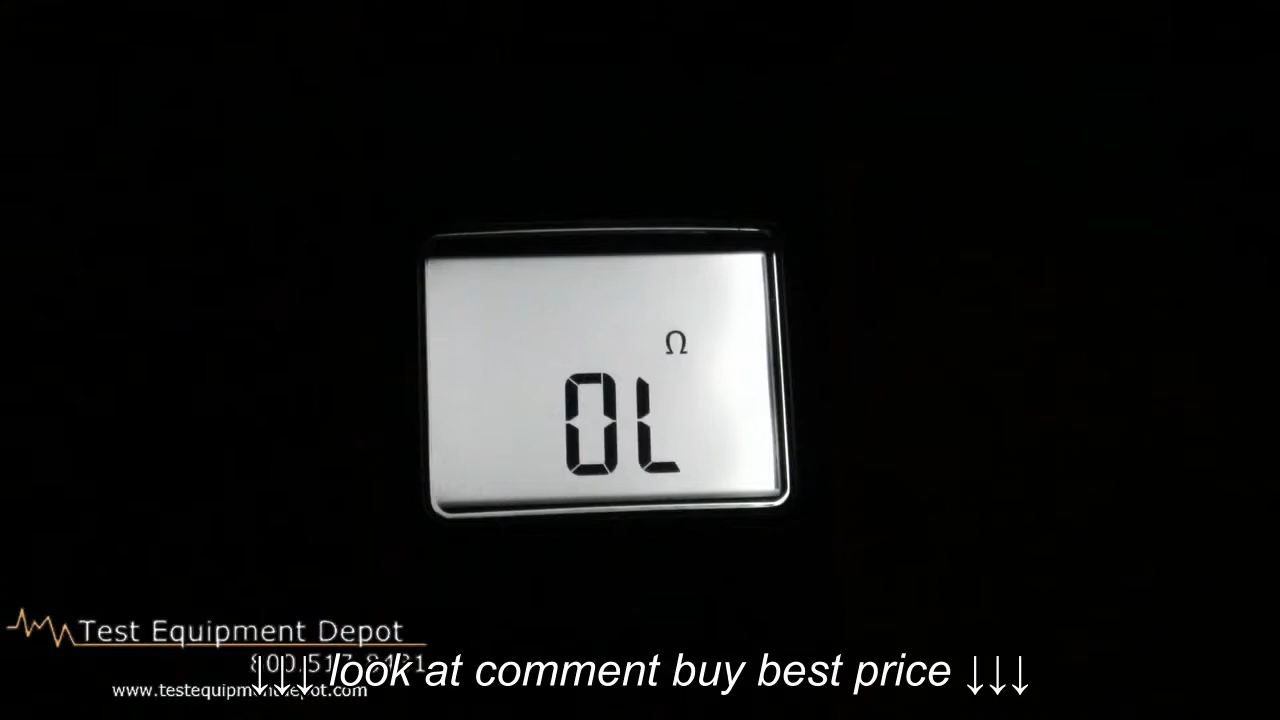 Ω
OL
Test Equipment Depot
↓↓↓ look at comment buy best price ↓↓↓